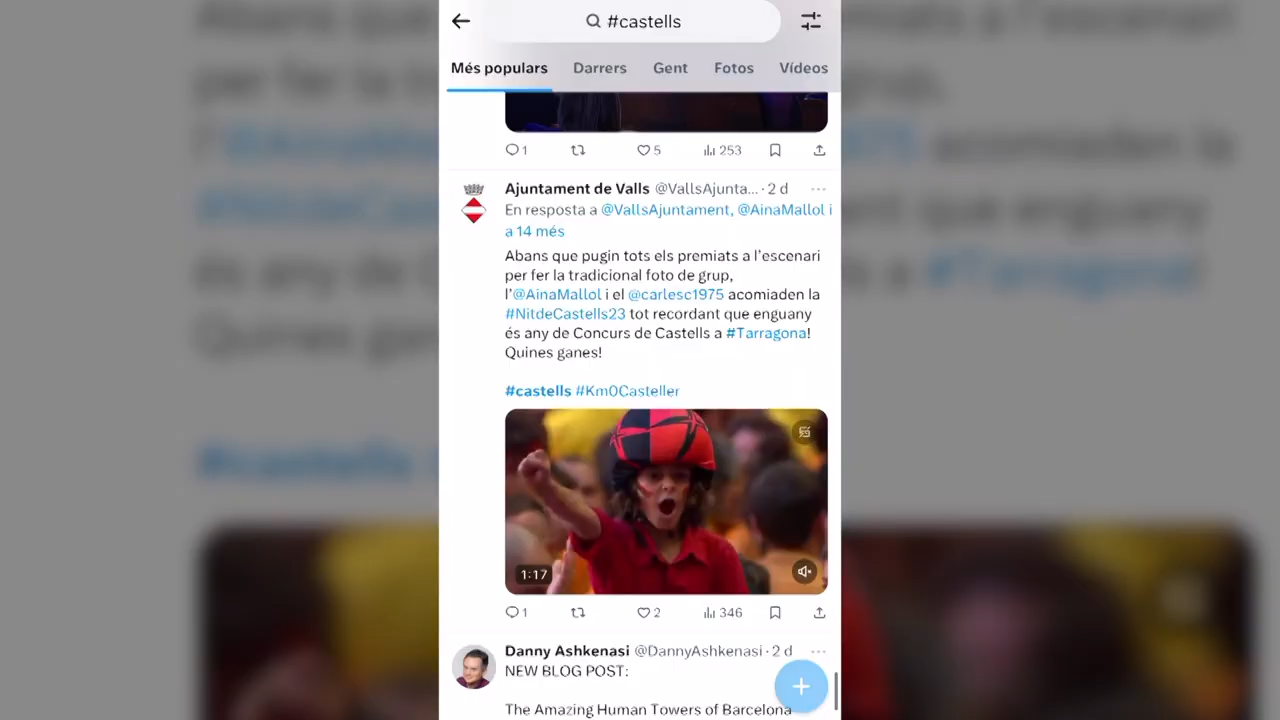 #castells
Més populars Darrers Gent Fotos Vídeos
1 5 253
Ajuntament de Valls @VallsAjunta... · 2 d
En resposta a @VallsAjuntament, @AinaMallol i
a 14 més
Abans que pugin tots els premiats a l'escenari
per fer la tradicional foto de grup,
l'@AinaMallol i el @carlesc1975 acomiaden la
#NitdeCastells23 tot recordant que enguany
és any de Concurs de Castells a #Tarragona!
Quines ganes!
#castells #Km0Casteller
1:17
1 2 346
Danny Ashkenasi @DannyAshkenasi · 2 d
NEW BLOG POST:
The Amazing Human Towers of Barcelona